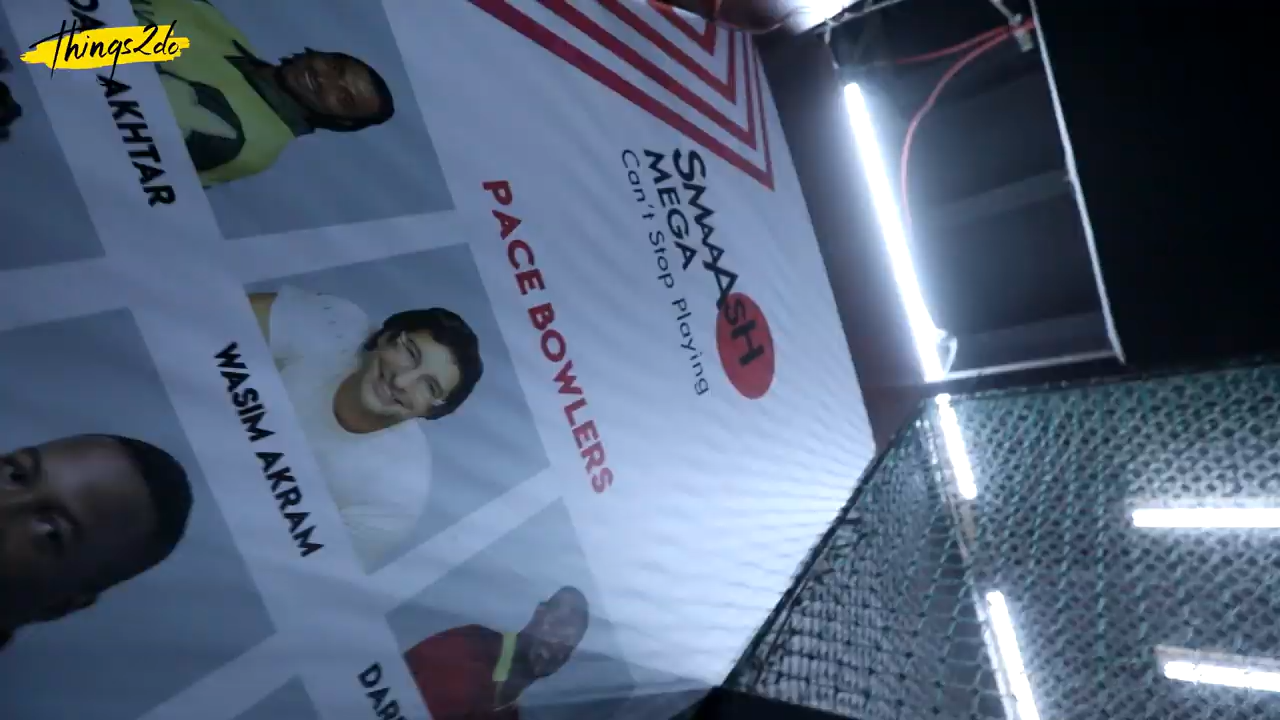 Things2do
SMAAASH
MEGA
Can't Stop Playing
PACE BOWLERS
AKHTAR
WASIM AKRAM